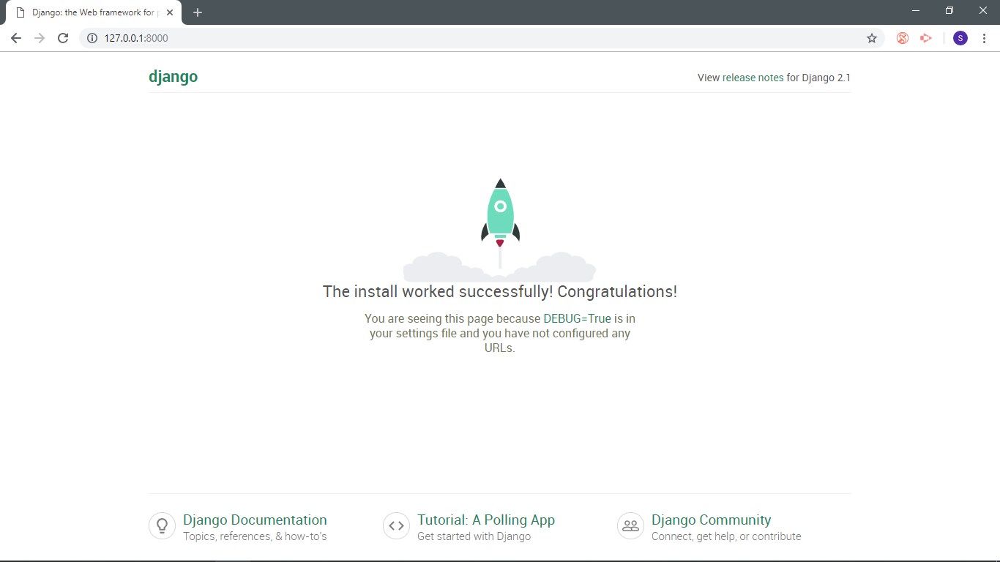 Django: the Web framework for p
127.0.0.1:8000
S
django
View release notes for Django 2.1
The install worked successfully! Congratulations!
You are seeing this page because DEBUG=True is in
your settings file and you have not configured any
URLs.
Django Documentation
Topics, references, & how-to's
Tutorial: A Polling App
Get started with Django
Django Community
Connect, get help, or contribute